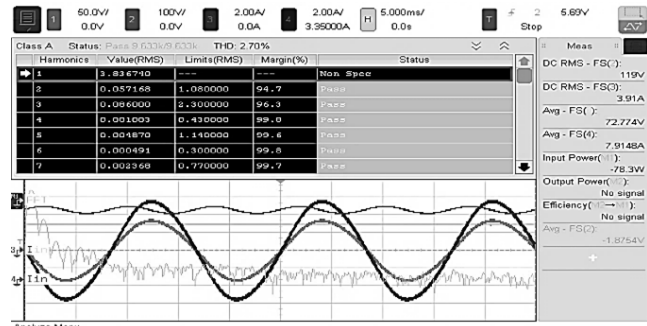 1 50.0V/ 0.0V 2 100V/ 0.0V 3 2.00A/ 0.0A 4 2.00A/ 3.35000A H 5.000ms/ 0.0s T 2 5.69V Stop
Class A Status: Pass THD: 2.70%
Harmonics Value(RMS) Limits(RMS) Margin(%) Status
1 3.836740 --- --- Non Spec
2 0.057168 1.080000 94.7 Pass
3 0.086000 2.300000 96.3 Pass
4 0.430000 99.8 Pass
5 0.004870 1.140000 99.6 Pass
6 0.000491 0.300000 99.8 Pass
7 0.002368 0.770000 99.7 Pass
Iin
Meas
DC RMS - FS(2):
119V
DC RMS - FS(3):
3.91A
Avg - FS( ):
72.774V
Avg - FS(4):
7.9148A
Input Power(M1):
-78.3W
Output Power(M2):
No signal
Efficiency(M2→M1):
No signal
Avg - FS(2):
-1.8754V